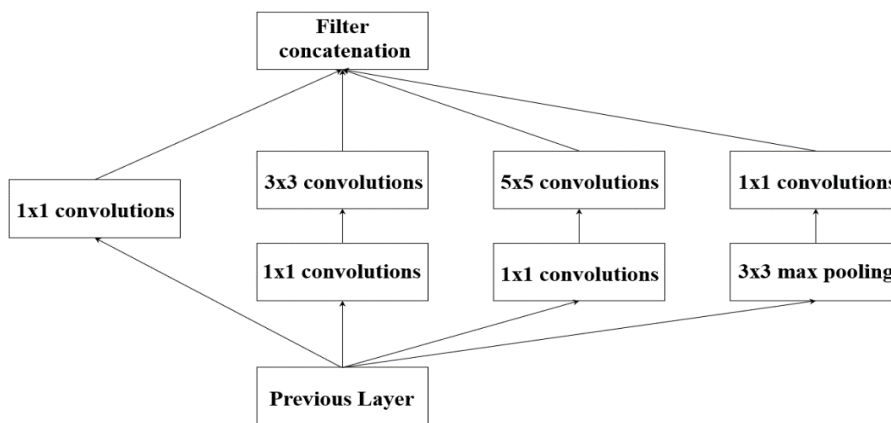 Filter
concatenation
3x3 convolutions
5x5 convolutions
1x1 convolutions
1x1 convolutions
1x1 convolutions
1x1 convolutions
3x3 max pooling
Previous Layer